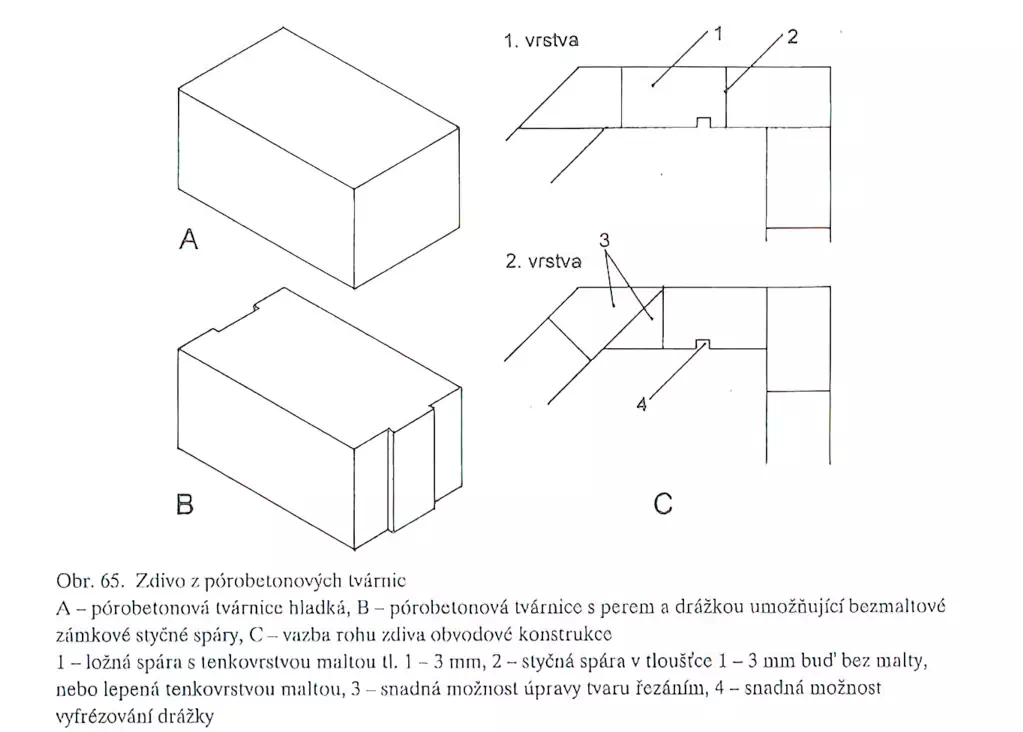 1. vrstva
1
2
A
2. vrstva
3
4
B
C
Obr. 65. Zdivo z pórobetonových tvárnic
A – pórobetonová tvárnice hladká, B – pórobetonová tvárnice s perem a drážkou umožňující bezmaltové
zámkové styčné spáry, C – vazba rohu zdiva obvodové konstrukce
1 – ložná spára s tenkovrstvou maltou tl. 1 – 3 mm, 2 – styčná spára v tloušťce 1 – 3 mm buď bez malty,
nebo lepená tenkovrstvou maltou, 3 – snadná možnost úpravy tvaru řezáním, 4 – snadná možnost
vyfrézování drážky